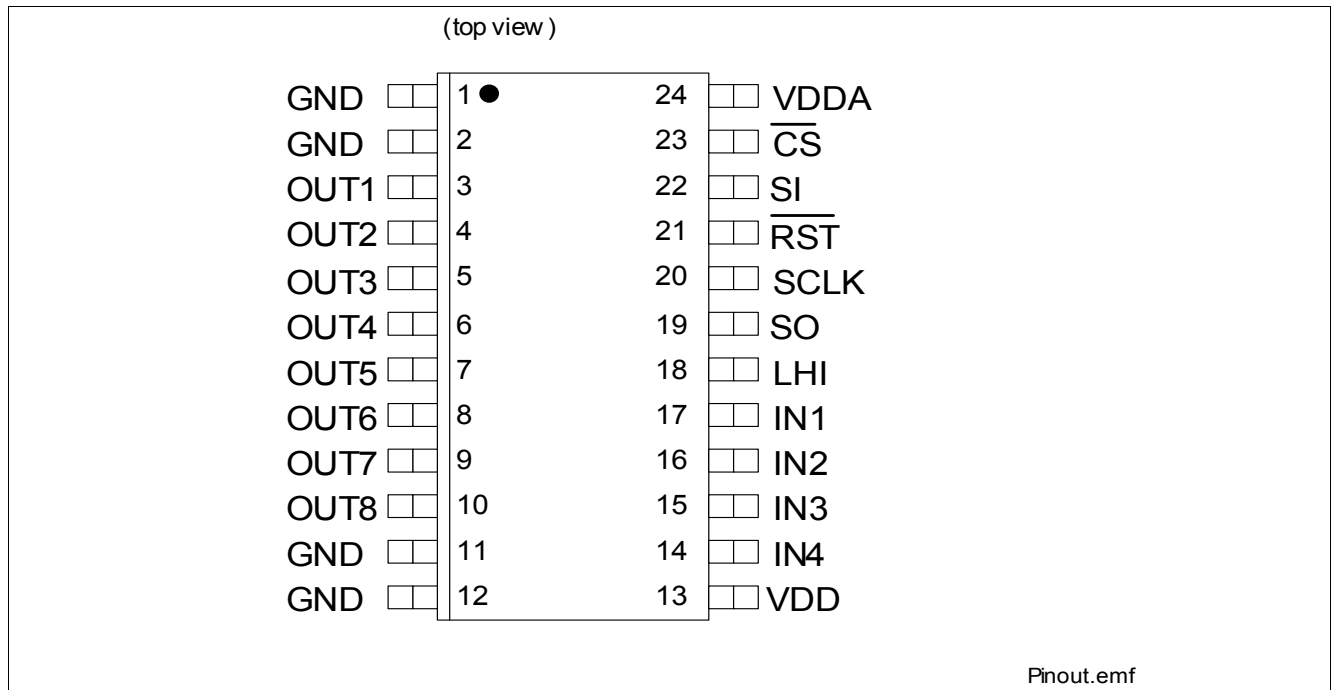 (top view)
GND 1 24 VDDA
GND 2 23 CS
OUT1 3 22 SI
OUT2 4 21 RST
OUT3 5 20 SCLK
OUT4 6 19 SO
OUT5 7 18 LHI
OUT6 8 17 IN1
OUT7 9 16 IN2
OUT8 10 15 IN3
GND 11 14 IN4
GND 12 13 VDD
Pinout.emf